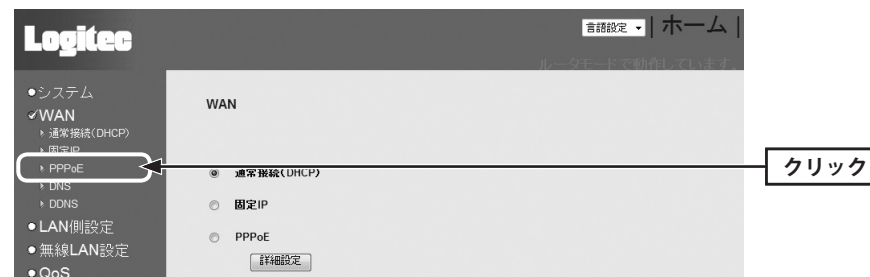 Logitec
言語設定
|ホーム|
ルータモードで動作しています。
●システム
WAN
通常接続(DHCP)
固定IP
PPPoE
DNS
DDNS
●LAN側設定
●無線LAN設定
●QoS
WAN
通常接続(DHCP)
固定IP
PPPoE
詳細設定
クリック